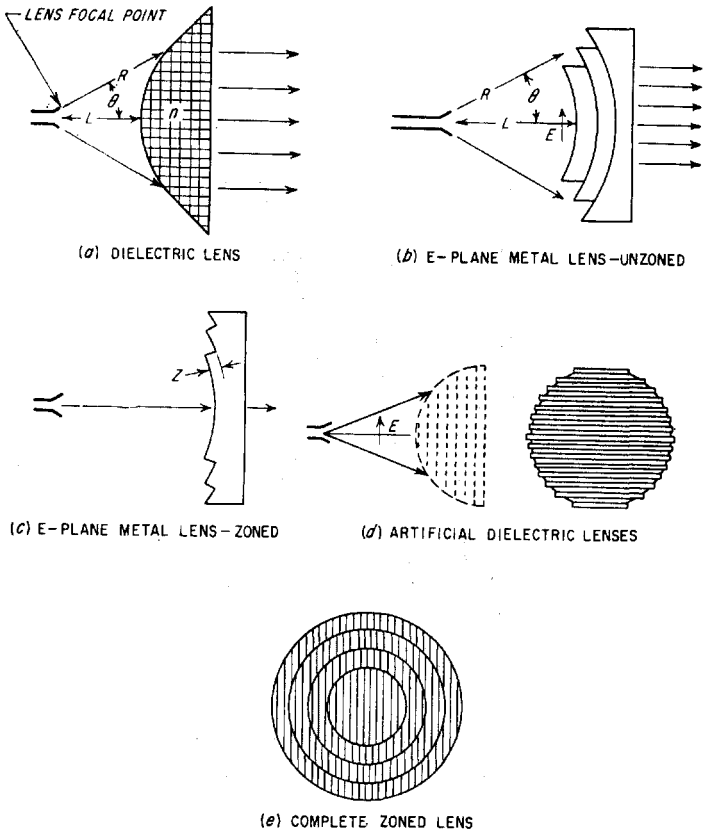 LENS FOCAL POINT
R
θ
L
n
R
θ
L
E
(a) DIELECTRIC LENS
(b) E-PLANE METAL LENS-UNZONED
Z
E
(c) E-PLANE METAL LENS-ZONED
(d) ARTIFICIAL DIELECTRIC LENSES
(e) COMPLETE ZONED LENS